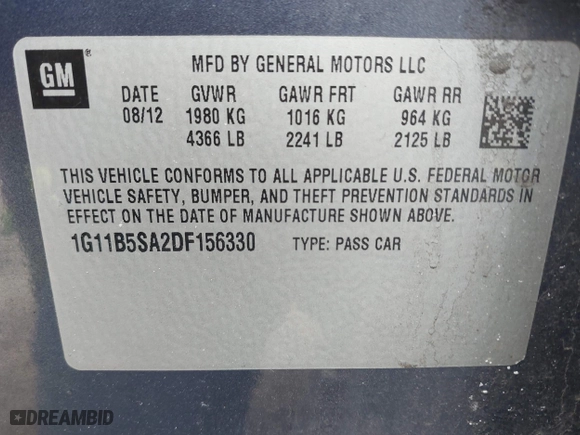 GM ® MFD BY GENERAL MOTORS LLC
DATE GVWR GAWR FRT GAWR RR
08/12 1980 KG 1016 KG 964 KG
4366 LB 2241 LB 2125 LB
THIS VEHICLE CONFORMS TO ALL APPLICABLE U.S. FEDERAL MOTOR
VEHICLE SAFETY, BUMPER, AND THEFT PREVENTION STANDARDS IN
EFFECT ON THE DATE OF MANUFACTURE SHOWN ABOVE.
1G11B5SA2DF156330 TYPE: PASS CAR
DREAMBID